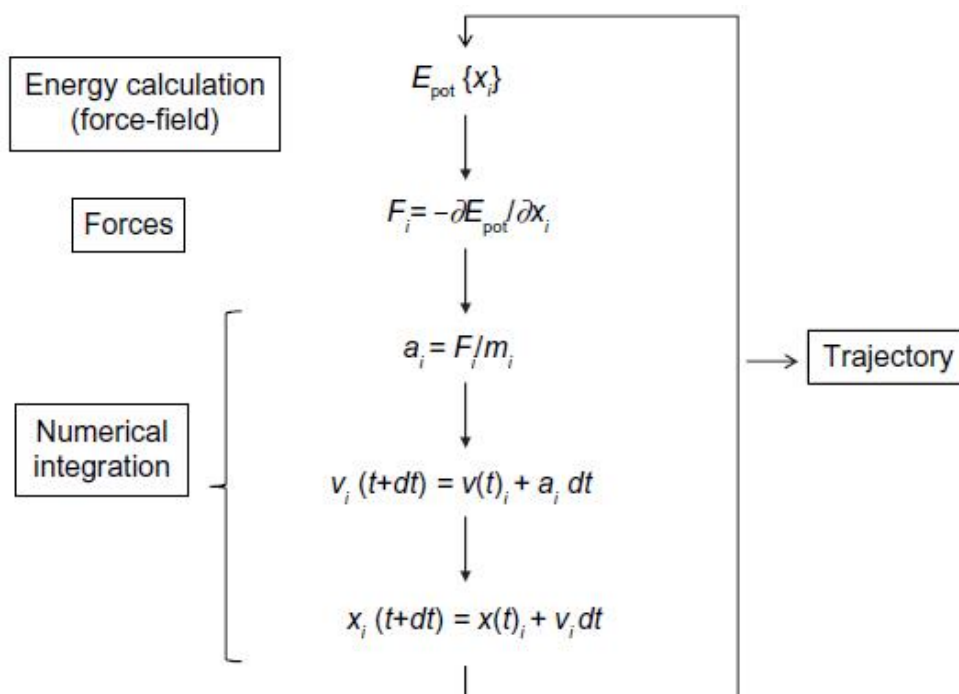 Energy calculation
(force-field)
E_pot {x_i}
Forces
F_i = −∂E_pot/∂x_i
a_i = F_i/m_i
Trajectory
Numerical
integration
v_i (t+dt) = v(t)_i + a_i dt
x_i (t+dt) = x(t)_i + v_i dt